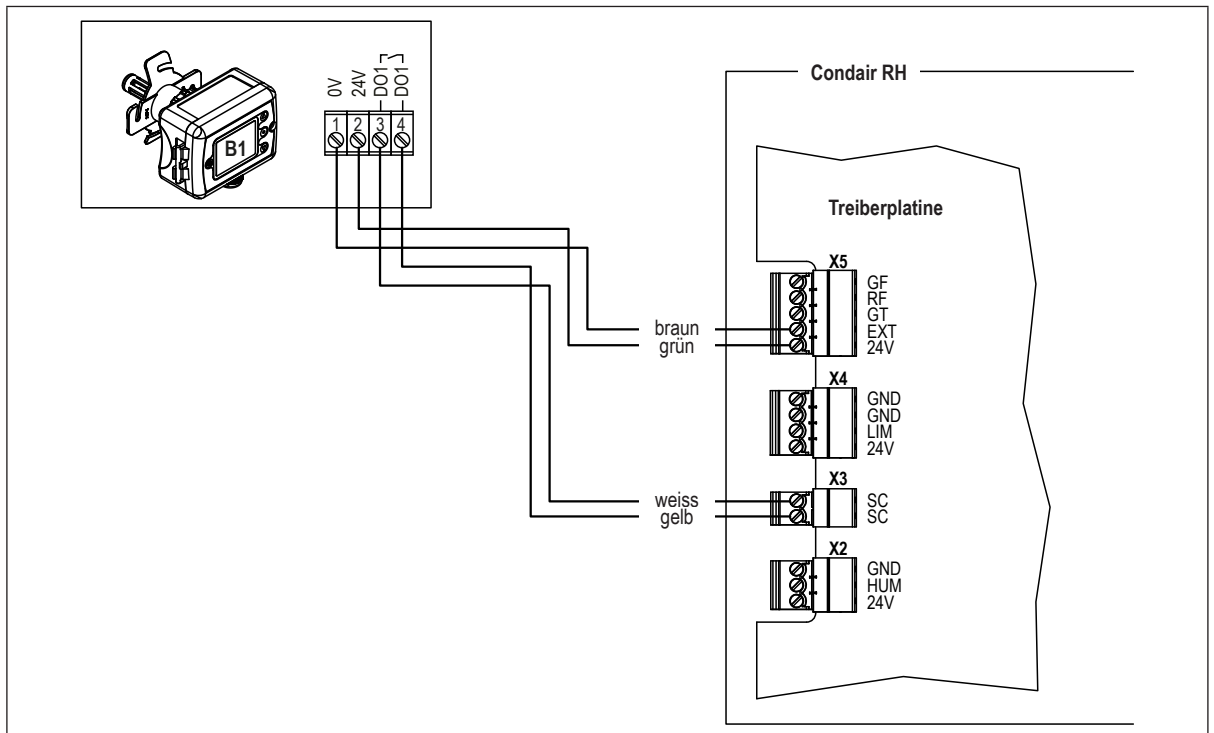 0V
24V
DO1
DO1
1
2
3
4
B1
Condair RH
Treiberplatine
X5
GF
RF
GT
EXT
24V
braun
grün
X4
GND
GND
LIM
24V
X3
SC
SC
weiss
gelb
X2
GND
HUM
24V